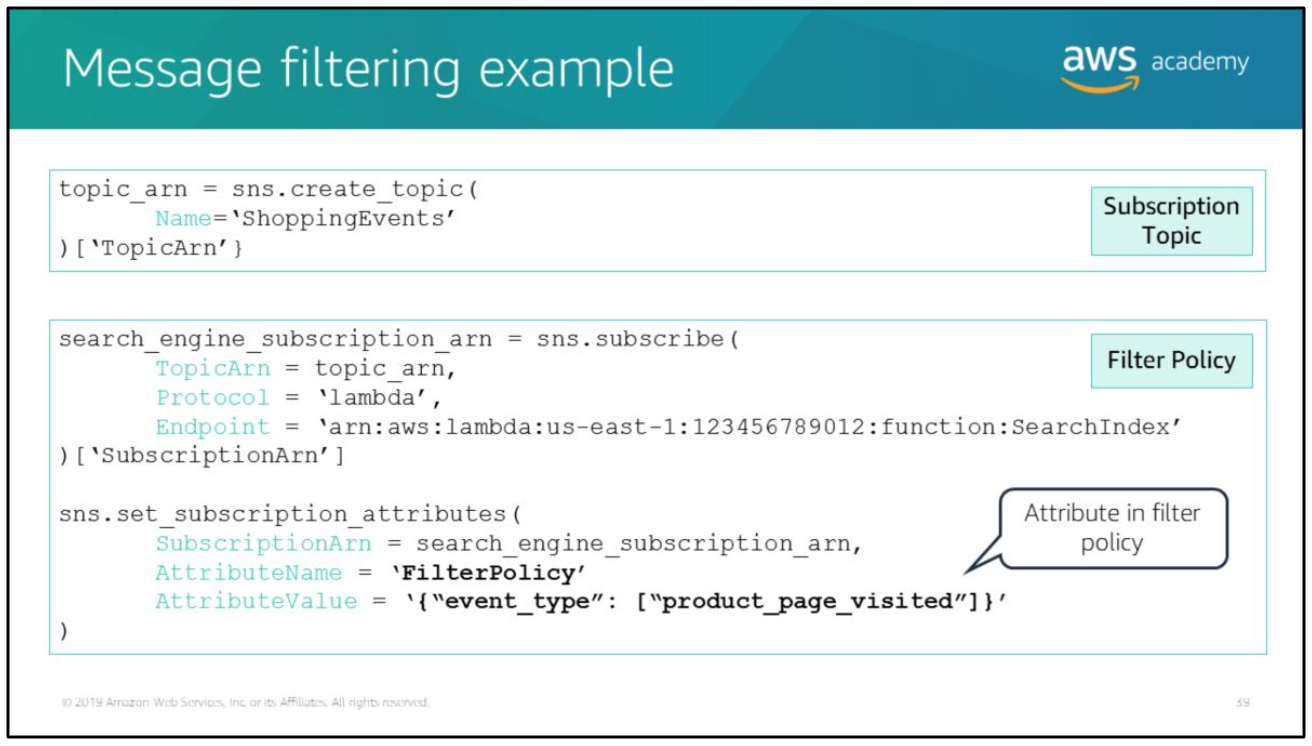 Message filtering example
aws academy
topic_arn = sns.create_topic(
Name=‘ShoppingEvents’
)[‘TopicArn’}
Subscription
Topic
search_engine_subscription_arn = sns.subscribe(
TopicArn = topic_arn,
Protocol = ‘lambda’,
Endpoint = ‘arn:aws:lambda:us-east-1:123456789012:function:SearchIndex’
)[‘SubscriptionArn’]
Filter Policy
sns.set_subscription_attributes(
SubscriptionArn = search_engine_subscription_arn,
AttributeName = ‘FilterPolicy’
AttributeValue = ‘{“event_type”: [“product_page_visited”]}’
)
Attribute in filter
policy
© 2019 Amazon Web Services, Inc. or its Affiliates. All rights reserved.
39